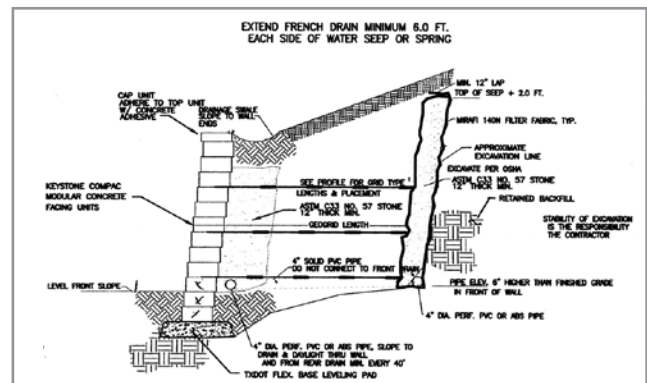 EXTEND FRENCH DRAIN MINIMUM 6.0 FT.
EACH SIDE OF WATER SEEP OR SPRING
CAP UNIT
ADHERE TO TOP UNIT
W/ CONCRETE
ADHESIVE
DRAINAGE SWALE
SLOPE TO WALL
ENDS
MIN. 12" LAP
TOP OF SEEP + 2.0 FT.
MIRAFI 140N FILTER FABRIC, TYP.
APPROXIMATE
EXCAVATION LINE
EXCAVATE PER OSHA
ASTM C33 NO. 57 STONE
12" THICK MIN.
RETAINED BACKFILL
STABILITY OF EXCAVATION
IS THE RESPONSIBILITY
THE CONTRACTOR
KEYSTONE COMPAC
MODULAR CONCRETE
FACING UNITS
SEE PROFILE FOR GRID TYPE
LENGTHS & PLACEMENT
ASTM C33 NO. 57 STONE
12" THICK MIN.
GEOGRID LENGTH
4" SOLID PVC PIPE
DO NOT CONNECT TO FRONT DRAIN
LEVEL FRONT SLOPE
PIPE ELEV. 6" HIGHER THAN FINISHED GRADE
IN FRONT OF WALL
4" DIA. PERF. PVC OR ABS PIPE
4" DIA. PERF. PVC OR ABS PIPE, SLOPE TO
DRAIN & DAYLIGHT THRU WALL
AND FROM REAR DRAIN MIN. EVERY 40'
TXDOT FLEX. BASE LEVELING PAD